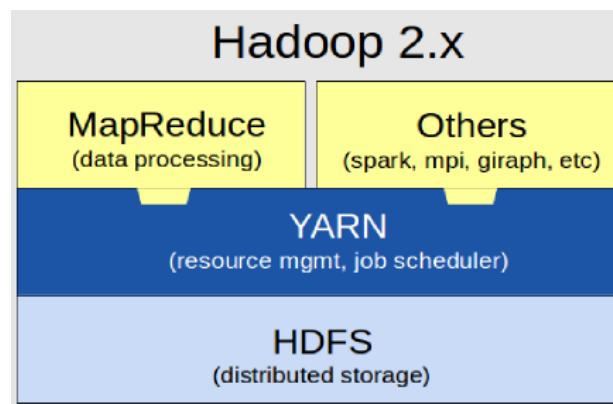 Hadoop 2.x
MapReduce
(data processing)
Others
(spark, mpi, giraph, etc)
YARN
(resource mgmt, job scheduler)
HDFS
(distributed storage)